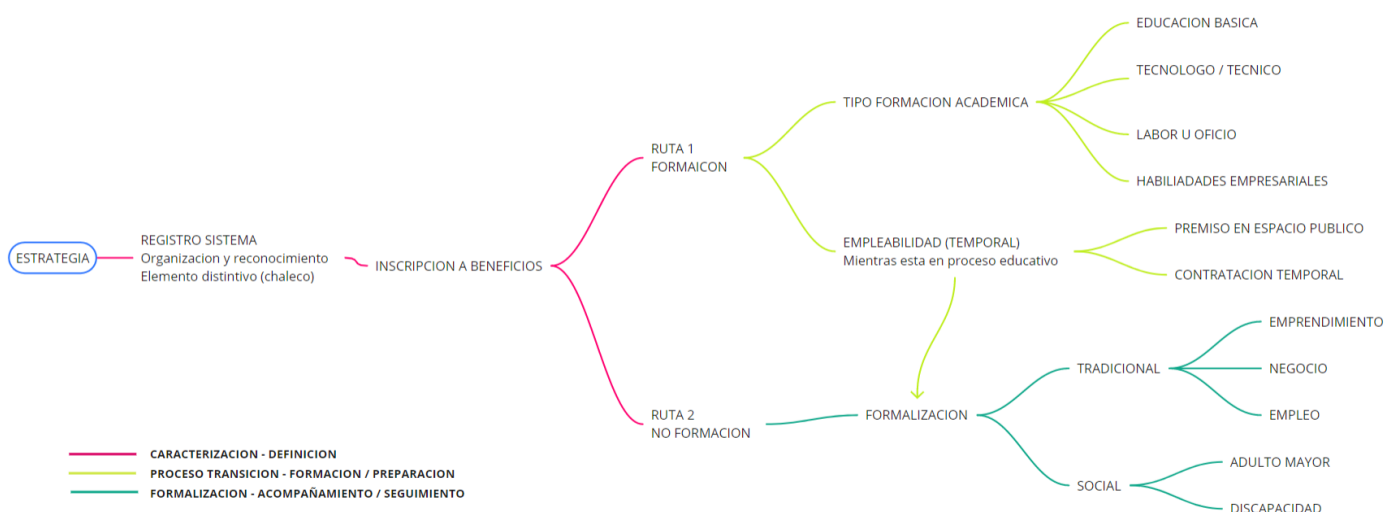 ESTRATEGIA
REGISTRO SISTEMA
Organizacion y reconocimiento
Elemento distintivo (chaleco)
INSCRIPCION A BENEFICIOS
RUTA 1
FORMAICON
TIPO FORMACION ACADEMICA
EDUCACION BASICA
TECNOLOGO / TECNICO
LABOR U OFICIO
HABILIADADES EMPRESARIALES
EMPLEABILIDAD (TEMPORAL)
Mientras esta en proceso educativo
PREMISO EN ESPACIO PUBLICO
CONTRATACION TEMPORAL
RUTA 2
NO FORMACION
FORMALIZACION
TRADICIONAL
EMPRENDIMIENTO
NEGOCIO
EMPLEO
SOCIAL
ADULTO MAYOR
DISCAPACIDAD
CARACTERIZACION - DEFINICION
PROCESO TRANSICION - FORMACION / PREPARACION
FORMALIZACION - ACOMPAÑAMIENTO / SEGUIMIENTO